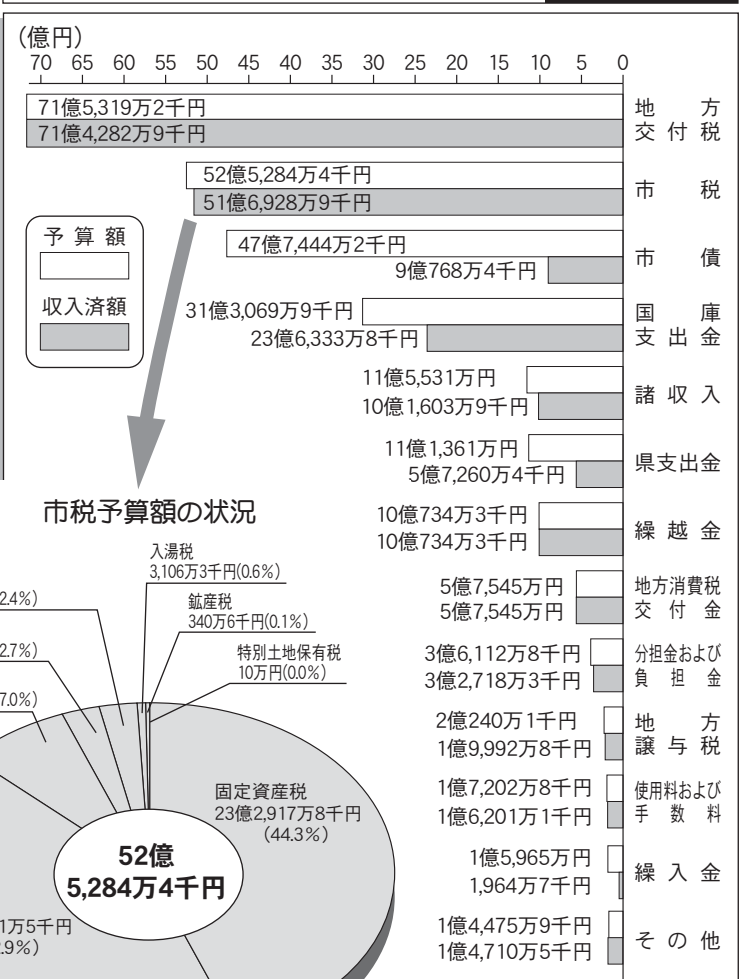 (億円)
70 65 60 55 50 45 40 35 30 25 20 15 10 5 0
71億5,319万2千円
71億4,282万9千円
地方
交付税
52億5,284万4千円
51億6,928万9千円
市税
予算額
収入済額
47億7,444万2千円
9億768万4千円
市債
31億3,069万9千円
23億6,333万8千円
国庫
支出金
11億5,531万円
10億1,603万9千円
諸収入
11億1,361万円
5億7,260万4千円
県支出金
10億734万3千円
10億734万3千円
繰越金
5億7,545万円
5億7,545万円
地方消費税
交付金
3億6,112万8千円
3億2,718万3千円
分担金および
負担金
2億240万1千円
1億9,992万8千円
地方
譲与税
1億7,202万8千円
1億6,201万1千円
使用料および
手数料
1億5,965万円
1,964万7千円
繰入金
1億4,475万9千円
1億4,710万5千円
その他
市税予算額の状況
入湯税
3,106万3千円(0.6%)
鉱産税
340万6千円(0.1%)
特別土地保有税
10万円(0.0%)
2.4%)
2.7%)
7.0%)
固定資産税
23億2,917万8千円
(44.3%)
52億
5,284万4千円
1万5千円
.9%)